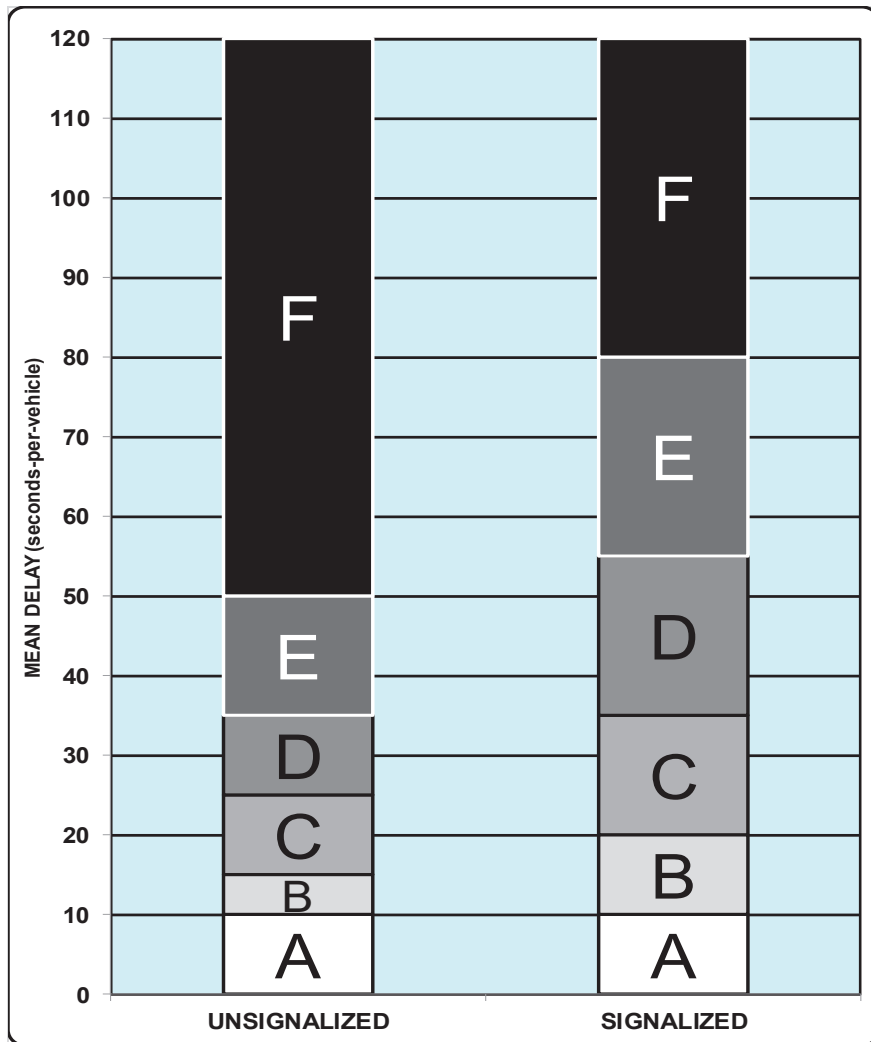 120
110
100
90
80
70
60
50
40
30
20
10
0
MEAN DELAY (seconds-per-vehicle)
F
E
D
C
B
A
F
E
D
C
B
A
UNSIGNALIZED
SIGNALIZED